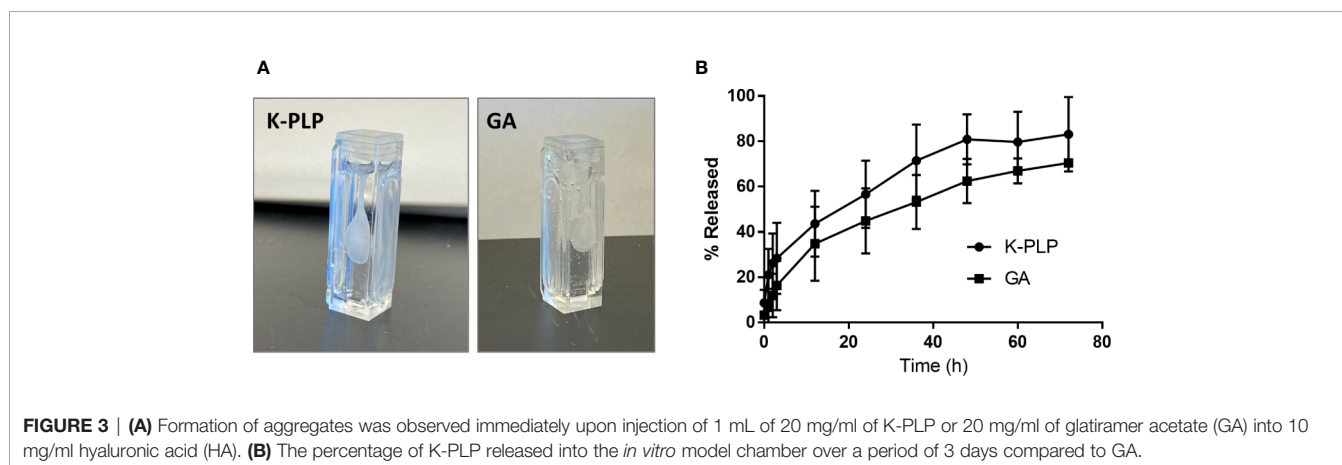 A
B
K-PLP
GA
100
80
60
40
20
0
% Released
K-PLP
GA
0 20 40 60 80
Time (h)
FIGURE 3 | (A) Formation of aggregates was observed immediately upon injection of 1 mL of 20 mg/ml of K-PLP or 20 mg/ml of glatiramer acetate (GA) into 10
mg/ml hyaluronic acid (HA). (B) The percentage of K-PLP released into the in vitro model chamber over a period of 3 days compared to GA.